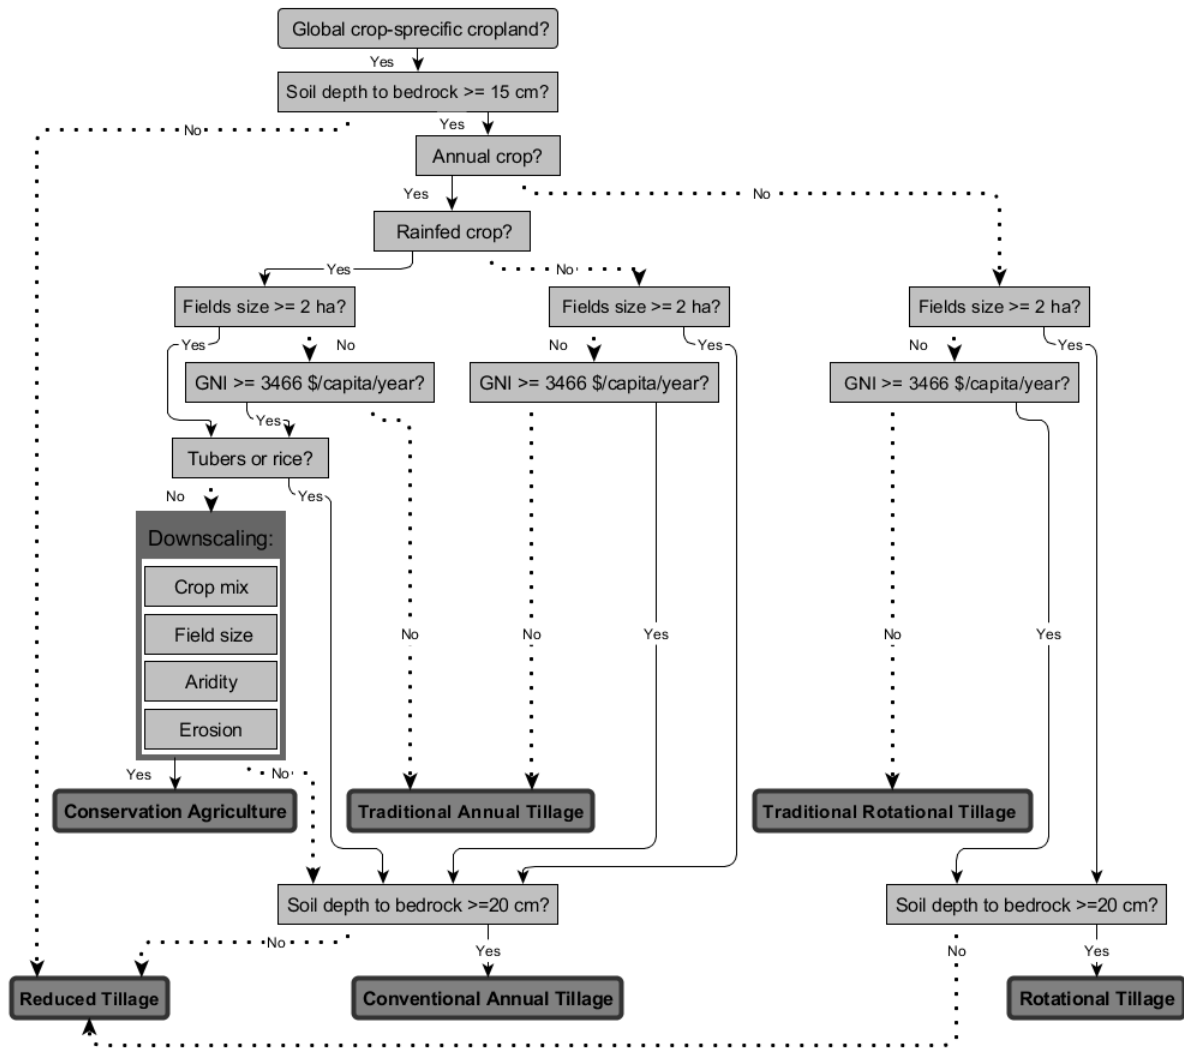 Global crop-sprecific cropland?
Yes
Soil depth to bedrock >= 15 cm?
No
Yes
Annual crop?
Yes
No
Rainfed crop?
Yes
No
Fields size >= 2 ha?
Fields size >= 2 ha?
Fields size >= 2 ha?
Yes
No
No
Yes
No
Yes
GNI >= 3466 $/capita/year?
GNI >= 3466 $/capita/year?
GNI >= 3466 $/capita/year?
Yes
Tubers or rice?
No
Yes
Downscaling:
Crop mix
Field size
Aridity
Erosion
No
No
Yes
No
Yes
Yes
No
Conservation Agriculture
Traditional Annual Tillage
Traditional Rotational Tillage
Soil depth to bedrock >=20 cm?
Soil depth to bedrock >=20 cm?
No
Yes
No
Yes
Reduced Tillage
Conventional Annual Tillage
Rotational Tillage